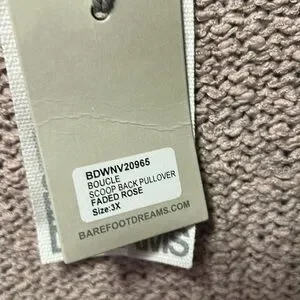 BDWNV20965
BOUCLE
SCOOP BACK PULLOVER
FADED ROSE
Size:3X
BAREFOOTDREAMS.COM